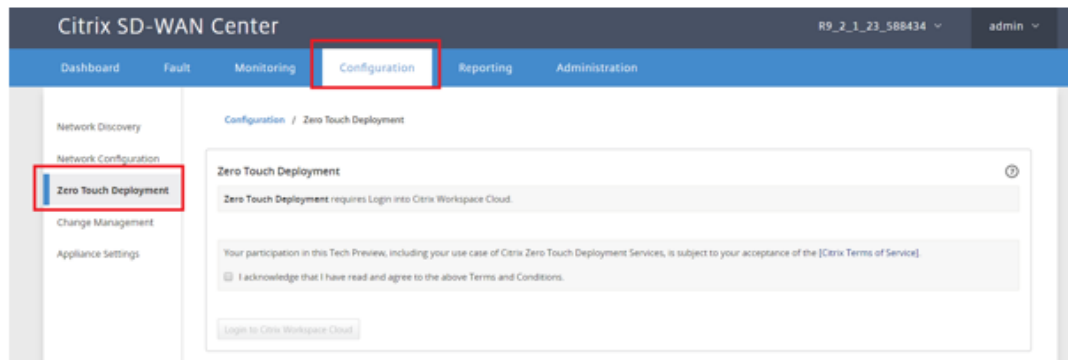 Citrix SD-WAN Center
R9_2_1_23_588434
admin
Dashboard Fault Monitoring Configuration Reporting Administration
Network Discovery
Network Configuration
Zero Touch Deployment
Change Management
Appliance Settings
Configuration / Zero Touch Deployment
Zero Touch Deployment
Zero Touch Deployment requires Login into Citrix Workspace Cloud.
Your participation in this Tech Preview, including your use case of Citrix Zero Touch Deployment Services, is subject to your acceptance of the [Citrix Terms of Service].
I acknowledge that I have read and agree to the above Terms and Conditions.
Login to Citrix Workspace Cloud